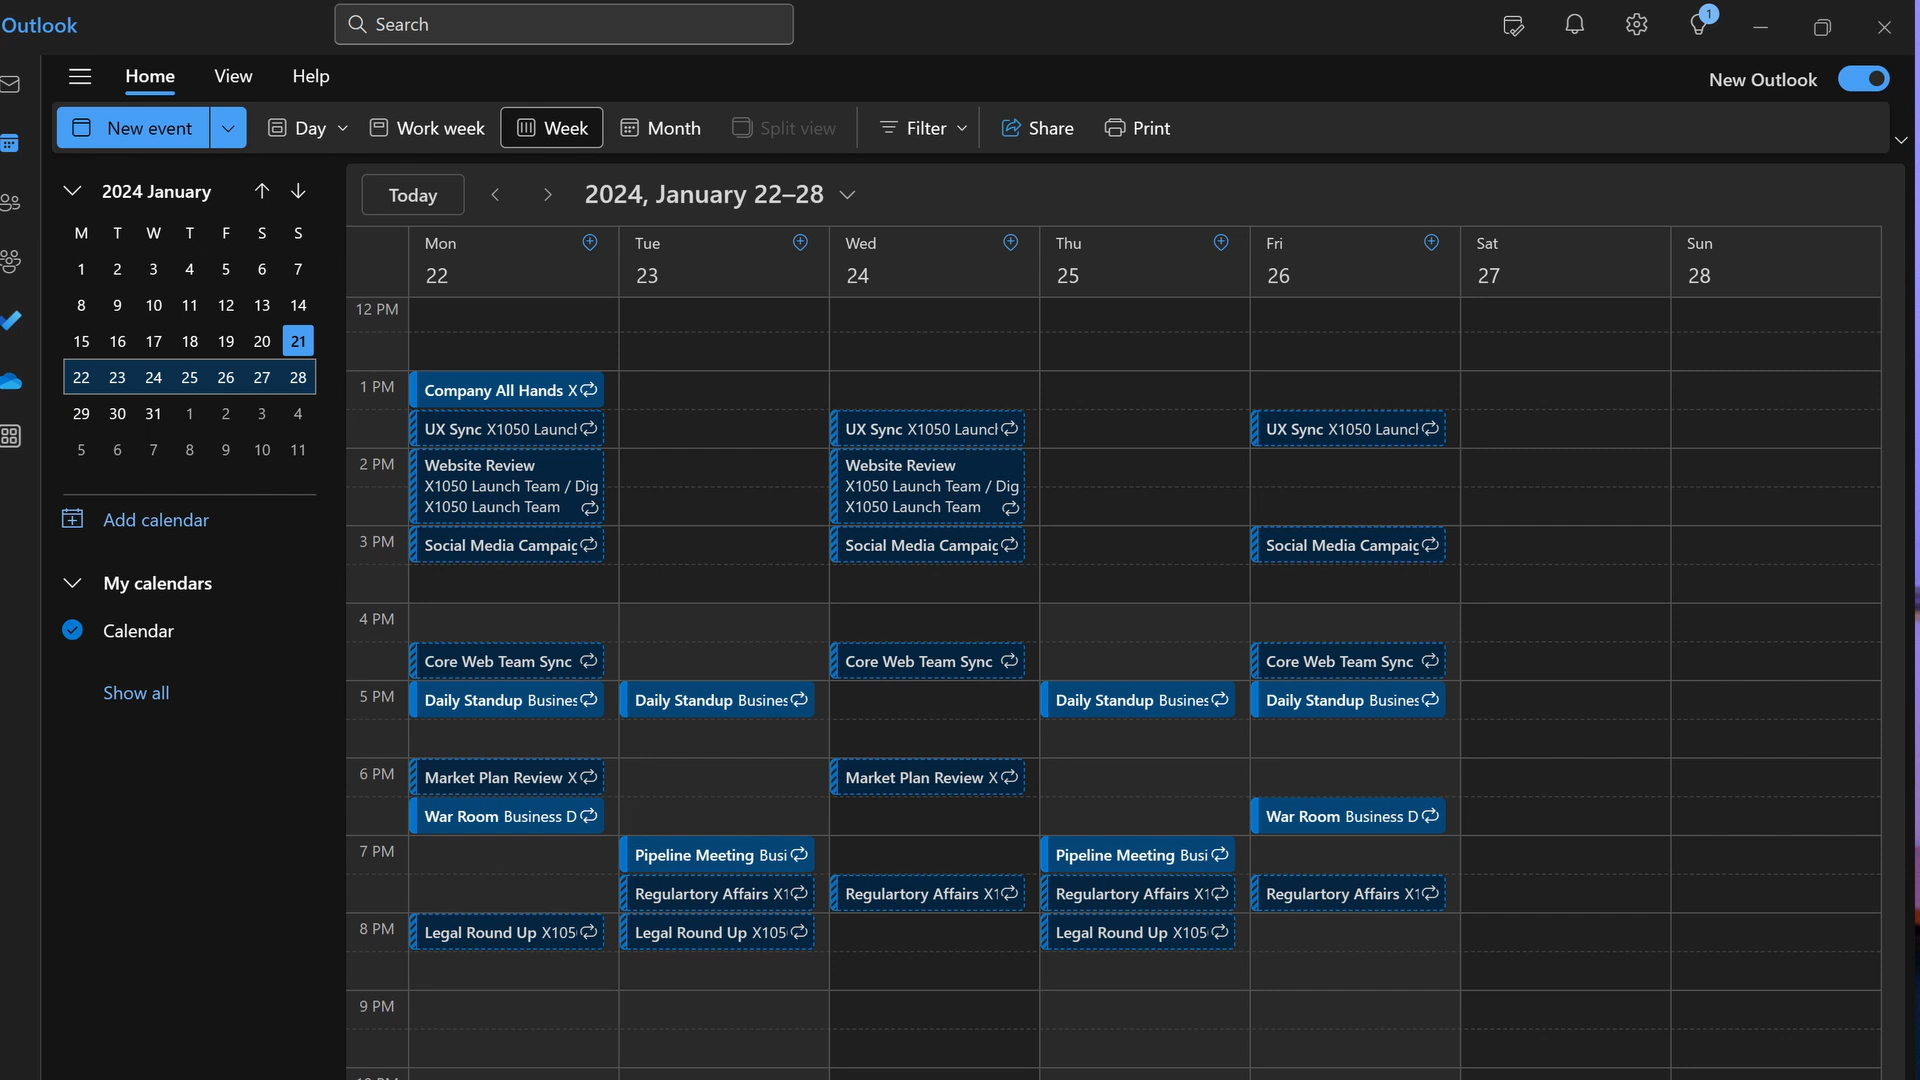 Outlook
Search
1
Home View Help
New Outlook
New event Day Work week Week Month Split view Filter Share Print
2024 January
M T W T F S S
1 2 3 4 5 6 7
8 9 10 11 12 13 14
15 16 17 18 19 20 21
22 23 24 25 26 27 28
29 30 31 1 2 3 4
5 6 7 8 9 10 11
Add calendar
My calendars
Calendar
Show all
Today 2024, January 22–28
Mon Tue Wed Thu Fri Sat Sun
22 23 24 25 26 27 28
12 PM
1 PM
Company All Hands X
UX Sync X1050 Launch UX Sync X1050 Launch UX Sync X1050 Launch
2 PM
Website Review Website Review
X1050 Launch Team / Dig X1050 Launch Team / Dig
X1050 Launch Team X1050 Launch Team
3 PM
Social Media Campaig Social Media Campaig Social Media Campaig
4 PM
Core Web Team Sync Core Web Team Sync Core Web Team Sync
5 PM
Daily Standup Busines Daily Standup Busines Daily Standup Busines Daily Standup Busines
6 PM
Market Plan Review X Market Plan Review X
War Room Business D War Room Business D
7 PM
Pipeline Meeting Busi Pipeline Meeting Busi
Regulartory Affairs X1 Regulartory Affairs X1 Regulartory Affairs X1 Regulartory Affairs X1
8 PM
Legal Round Up X105 Legal Round Up X105 Legal Round Up X105
9 PM